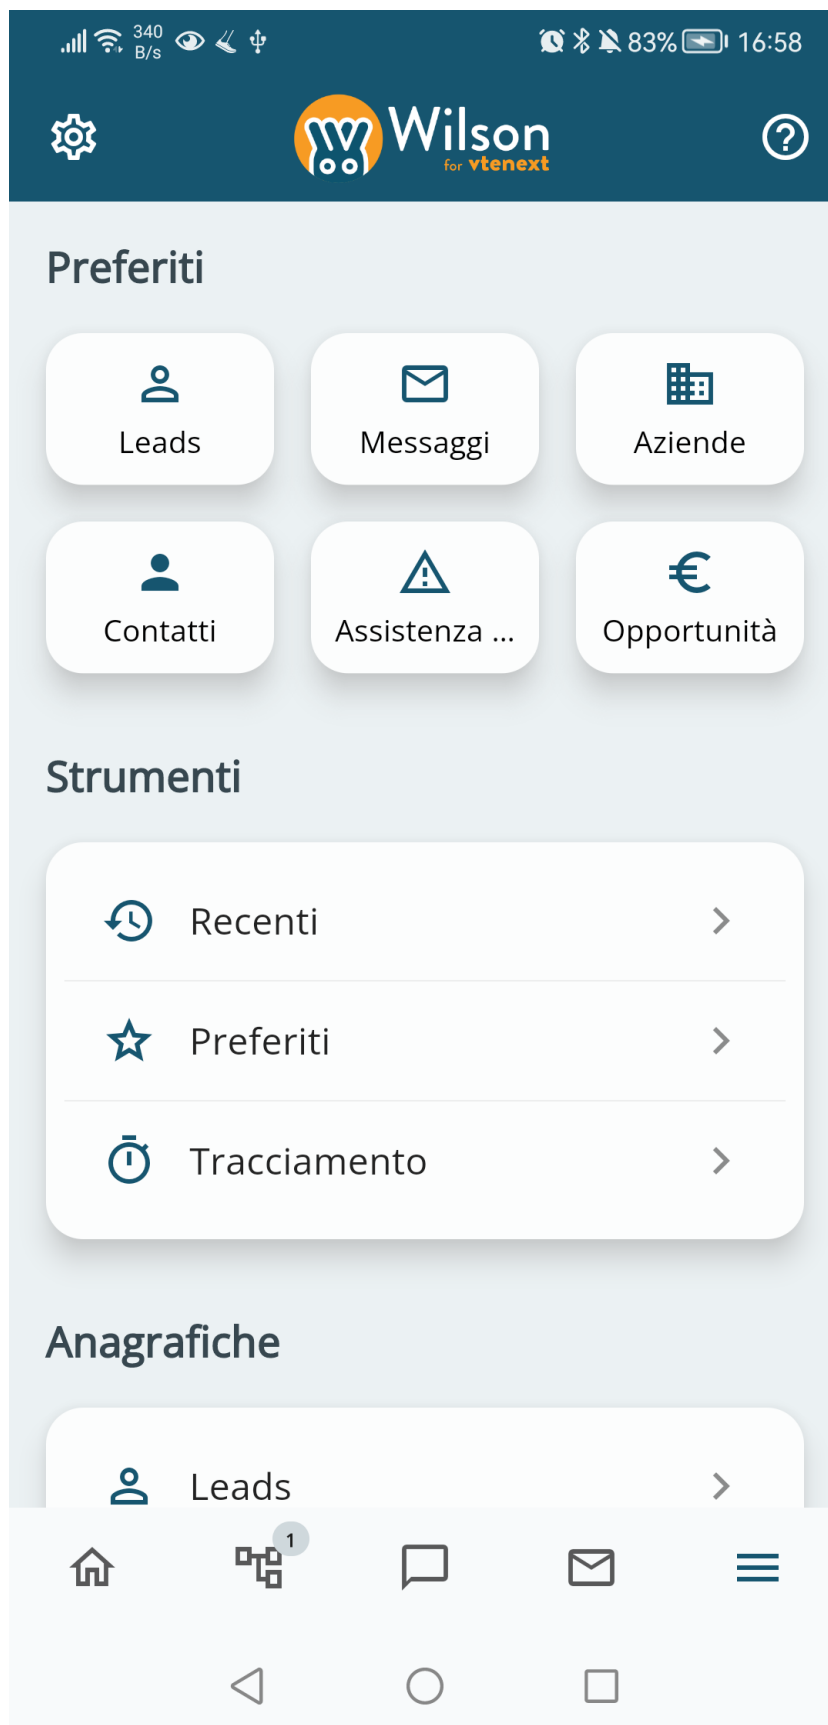 340
B/s
83%
16:58
Wilson
for vtenext
Preferiti
Leads
Messaggi
Aziende
Contatti
Assistenza ...
Opportunità
Strumenti
Recenti
Preferiti
Tracciamento
Anagrafiche
Leads
1